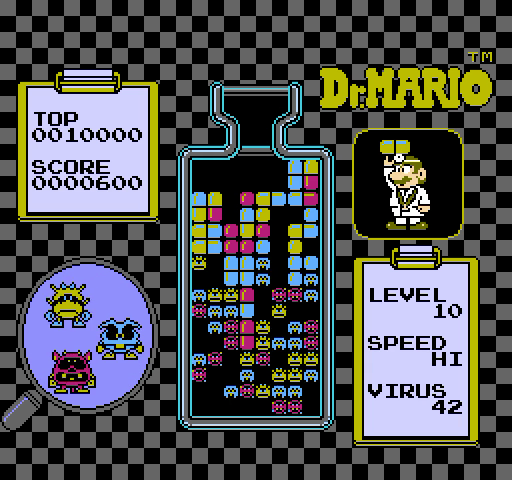 TM
Dr. MARIO
TOP
0010000
SCORE
0000600
LEVEL
10
SPEED
HI
VIRUS
42